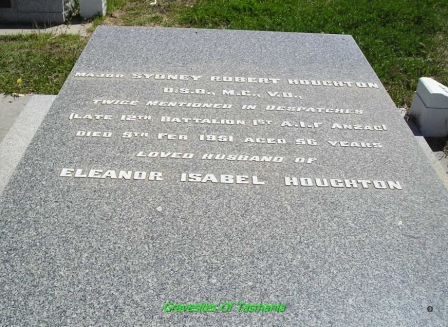 MAJOR SYDNEY ROBERT HOUGHTON
D.S.O., M.C., V.D.,
TWICE MENTIONED IN DESPATCHES
(LATE 12TH BATTALION 1ST A.I.F ANZAC)
DIED 5TH FEB 1951 AGED 56 YEARS
LOVED HUSBAND OF
ELEANOR ISABEL HOUGHTON
Gravesites Of Tasmania